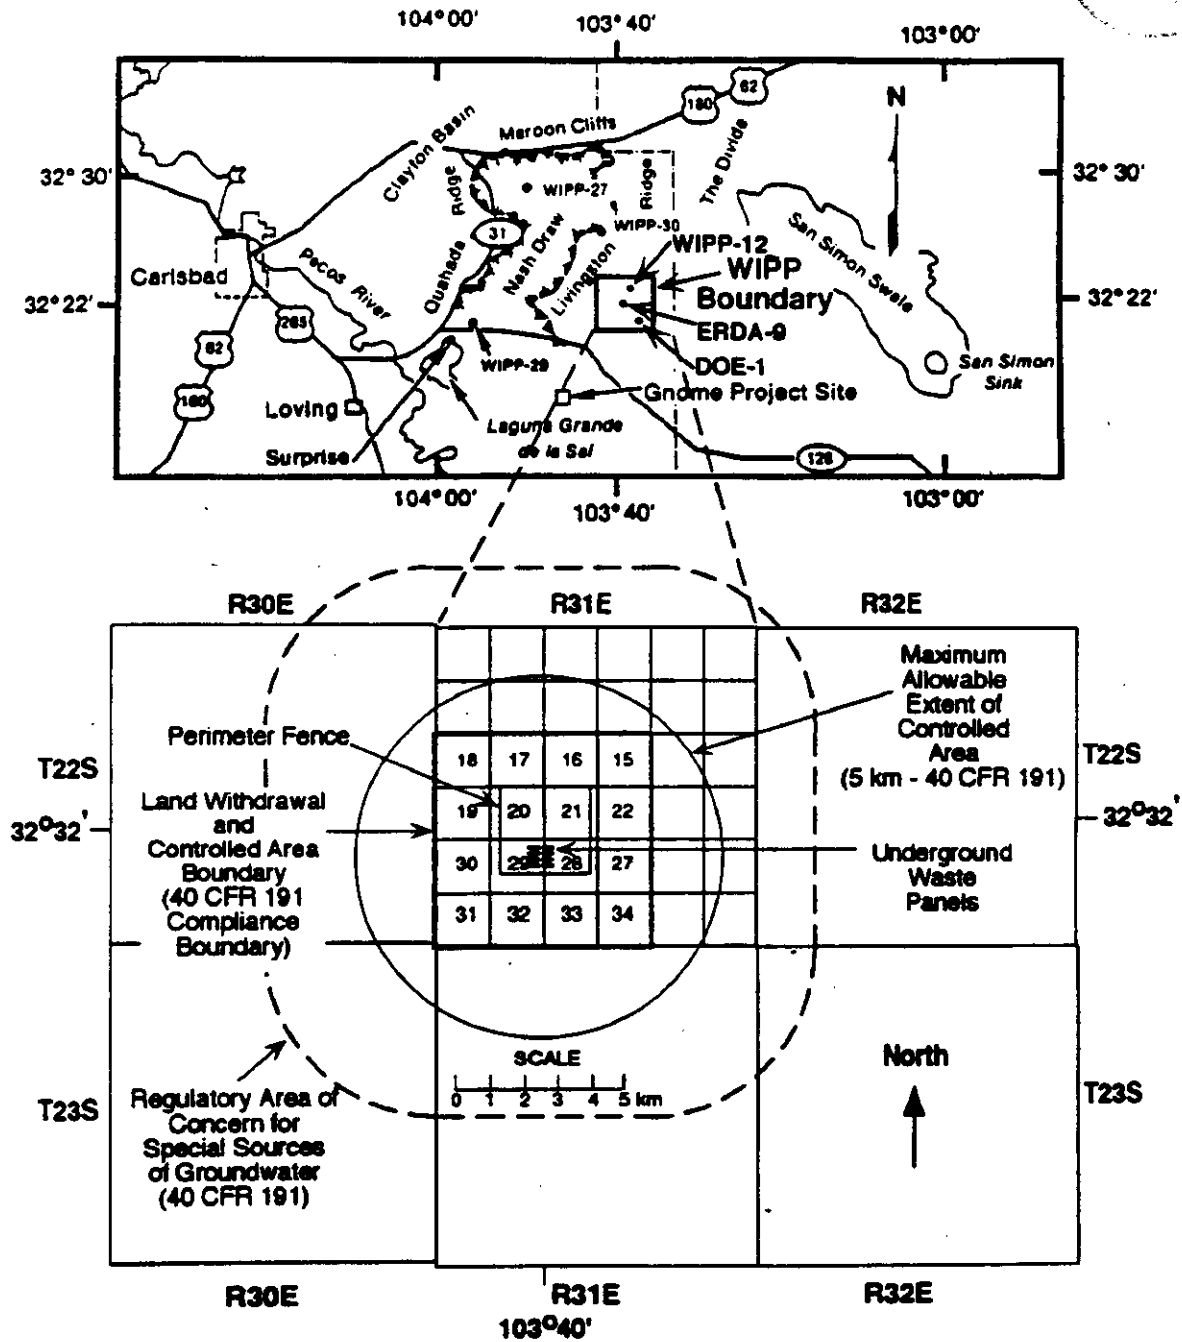 104°00'
103°40'
103°00'
62
180
N
Maroon Cliffs
Clayton Basin
The Divide
32° 30'
32° 30'
Ridge
WIPP-27
Ridge
San Simon Swale
31
WIPP-30
Nash Draw
WIPP-12
Quahada
Livingston
WIPP
Boundary
Carlsbad
Pecos River
32° 22'
32° 22'
285
62
ERDA-9
WIPP-29
DOE-1
San Simon
Sink
180
Gnome Project Site
Loving
Laguna Grande
de la Sal
Surprise
128
104°00'
103°40'
103°00'
R30E
R31E
R32E
Maximum
Allowable
Extent of
Controlled
Area
(5 km - 40 CFR 191)
Perimeter Fence
T22S
18 17 16 15
T22S
Land Withdrawal
and
Controlled Area
Boundary
(40 CFR 191
Compliance
Boundary)
19 20 21 22
32°32'
32°32'
30 29 28 27
Underground
Waste
Panels
31 32 33 34
SCALE
0 1 2 3 4 5 km
North
T23S
T23S
Regulatory Area of
Concern for
Special Sources
of Groundwater
(40 CFR 191)
R30E
R31E
R32E
103°40'